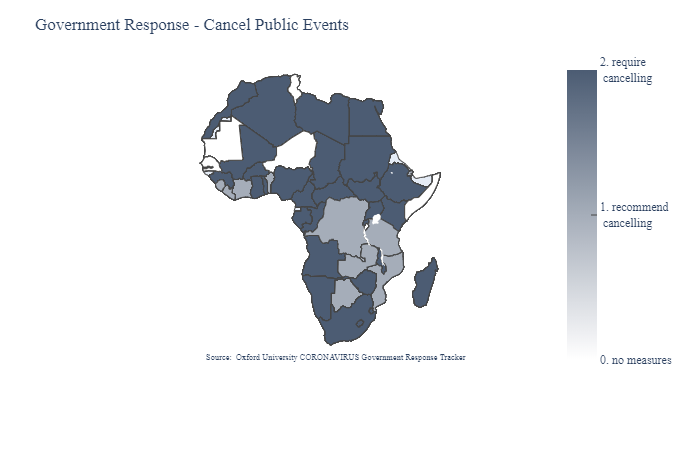 Government Response - Cancel Public Events
2. require
cancelling
1. recommend
cancelling
0. no measures
Source: Oxford University CORONAVIRUS Government Response Tracker